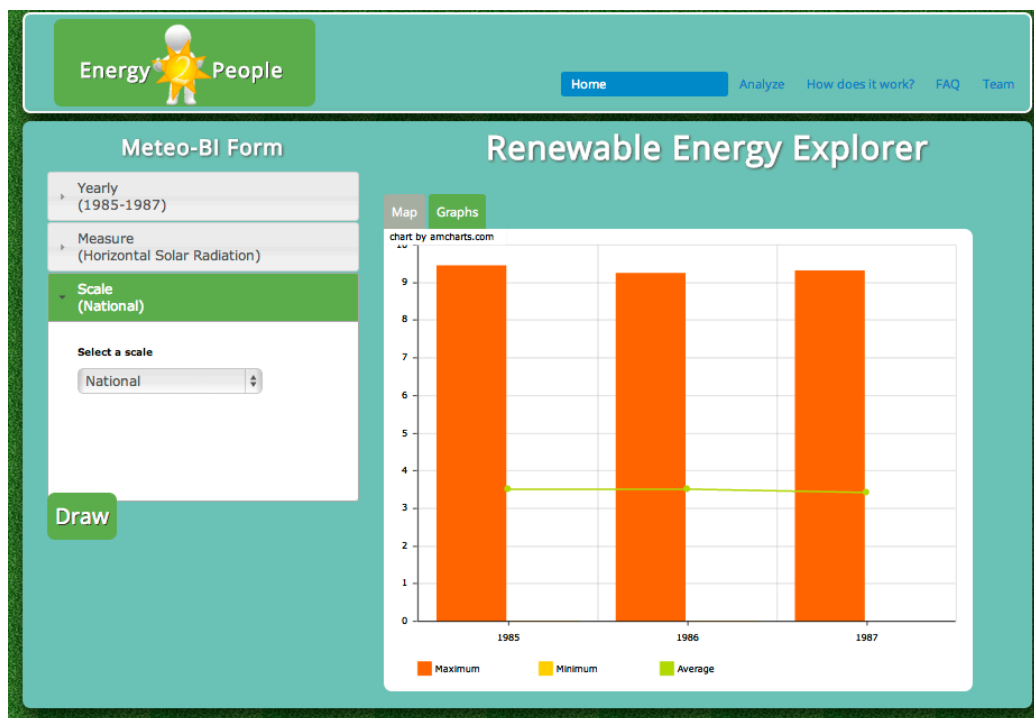 Energy 2 People
Home Analyze How does it work? FAQ Team
Meteo-BI Form
Yearly
(1985-1987)
Measure
(Horizontal Solar Radiation)
Scale
(National)
Select a scale
National
Draw
Renewable Energy Explorer
Map Graphs
chart by amcharts.com
10
9
8
7
6
5
4
3
2
1
0
1985 1986 1987
Maximum Minimum Average